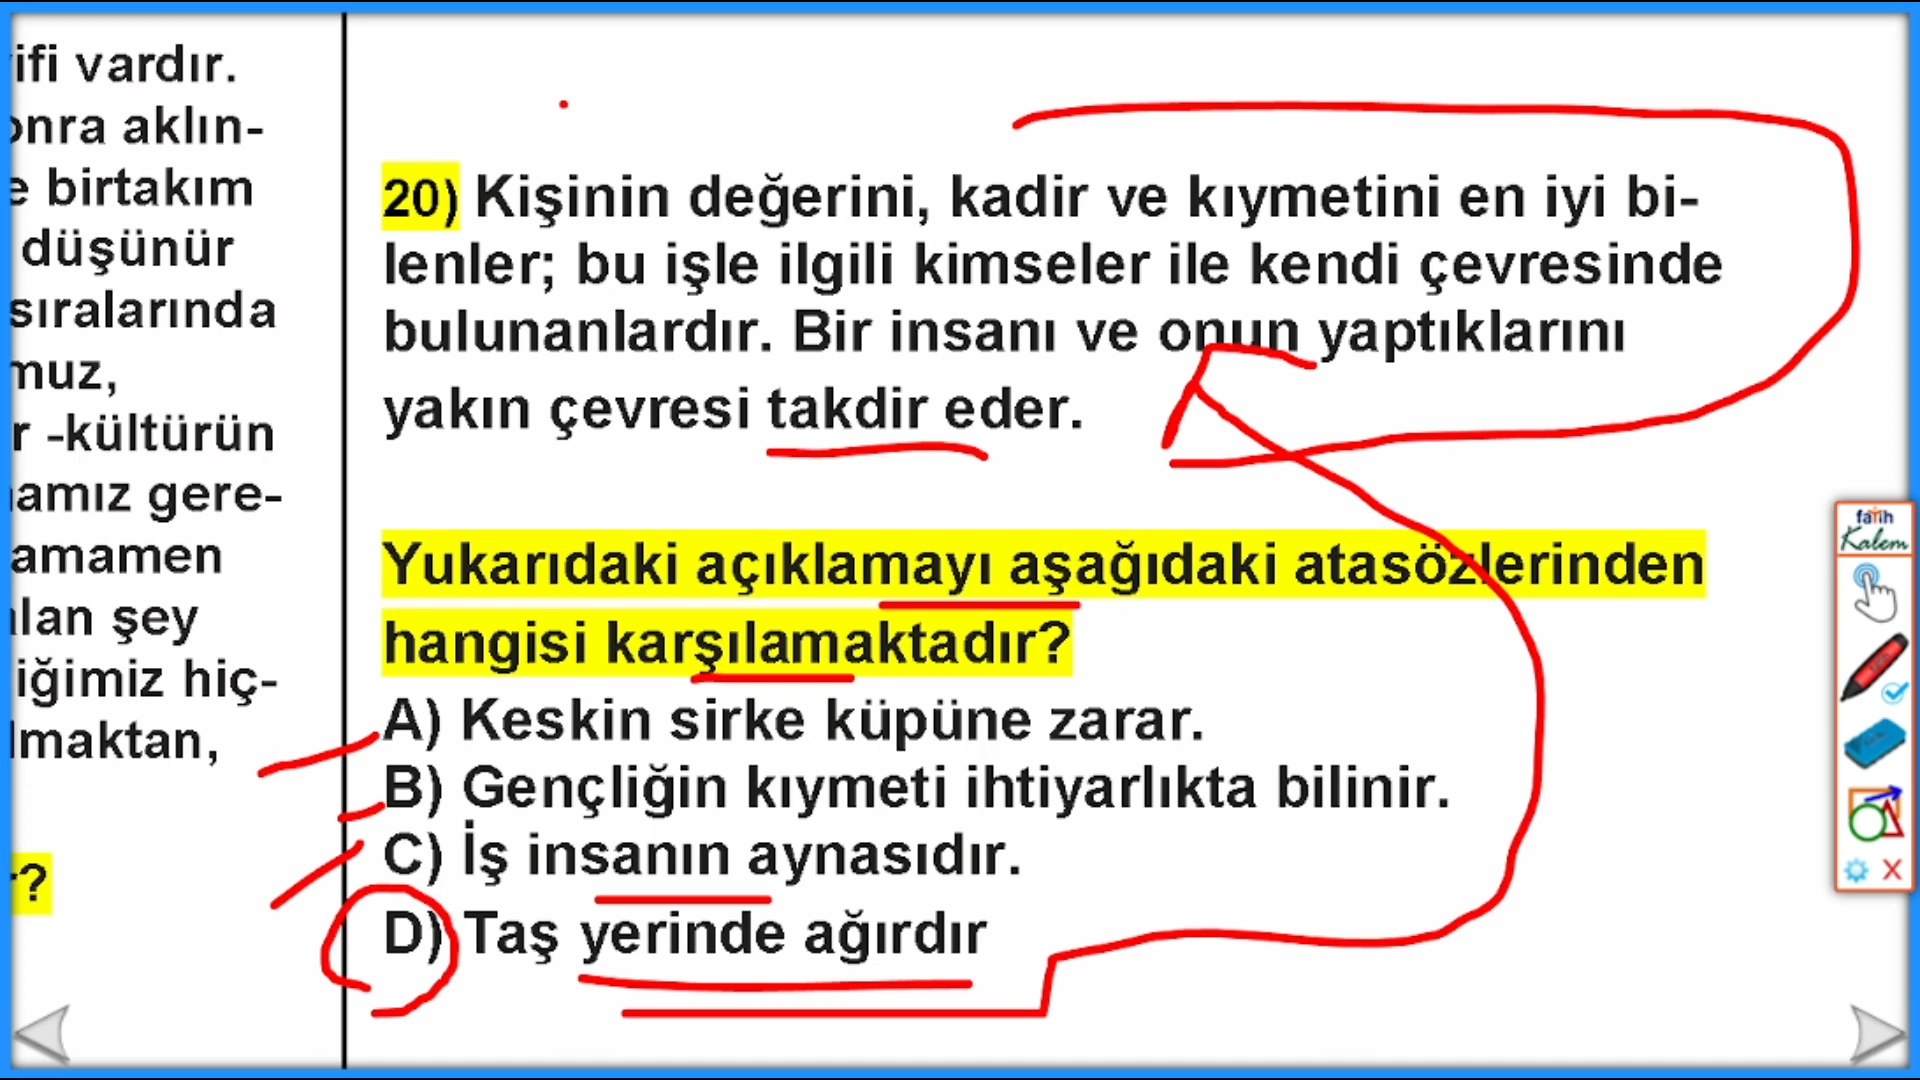 ifi vardır.
onra aklın-
e birtakım
düşünür
sıralarında
muz,
r -kültürün
amız gere-
amamen
lan şey
iğimiz hiç-
lmaktan,
?
20) Kişinin değerini, kadir ve kıymetini en iyi bi-
lenler; bu işle ilgili kimseler ile kendi çevresinde
bulunanlardır. Bir insanı ve onun yaptıklarını
yakın çevresi takdir eder.
Yukarıdaki açıklamayı aşağıdaki atasözlerinden
hangisi karşılamaktadır?
A) Keskin sirke küpüne zarar.
B) Gençliğin kıymeti ihtiyarlıkta bilinir.
C) İş insanın aynasıdır.
D) Taş yerinde ağırdır
fatih
Kalem